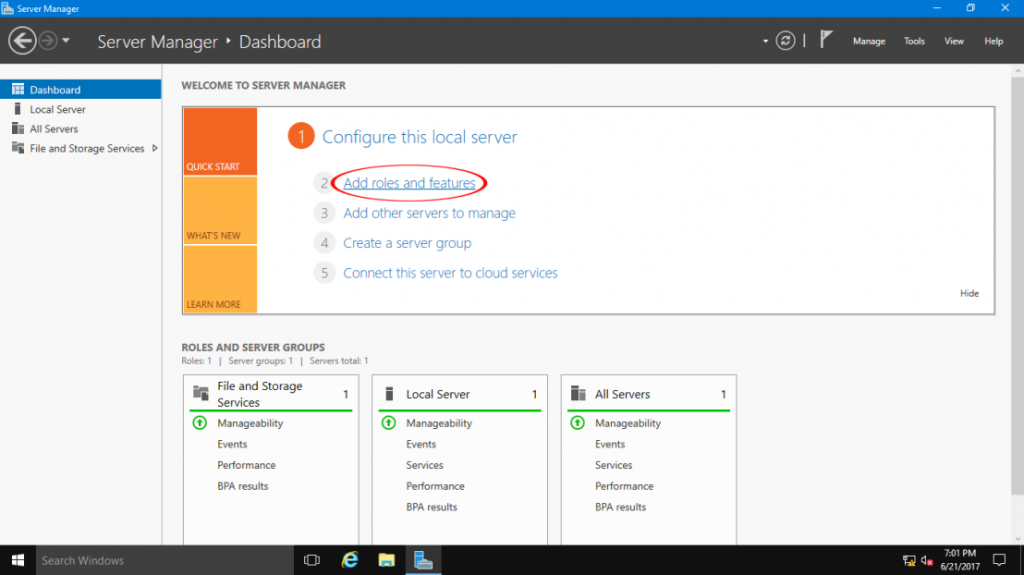 Server Manager
Server Manager ‣ Dashboard
Manage Tools View Help
Dashboard
Local Server
All Servers
File and Storage Services
WELCOME TO SERVER MANAGER
QUICK START
WHAT'S NEW
LEARN MORE
1 Configure this local server
2 Add roles and features
3 Add other servers to manage
4 Create a server group
5 Connect this server to cloud services
Hide
ROLES AND SERVER GROUPS
Roles: 1 | Server groups: 1 | Servers total: 1
File and Storage
Services 1
Manageability
Events
Performance
BPA results
Local Server 1
Manageability
Events
Services
Performance
BPA results
All Servers 1
Manageability
Events
Services
Performance
BPA results
Search Windows
7:01 PM
6/21/2017